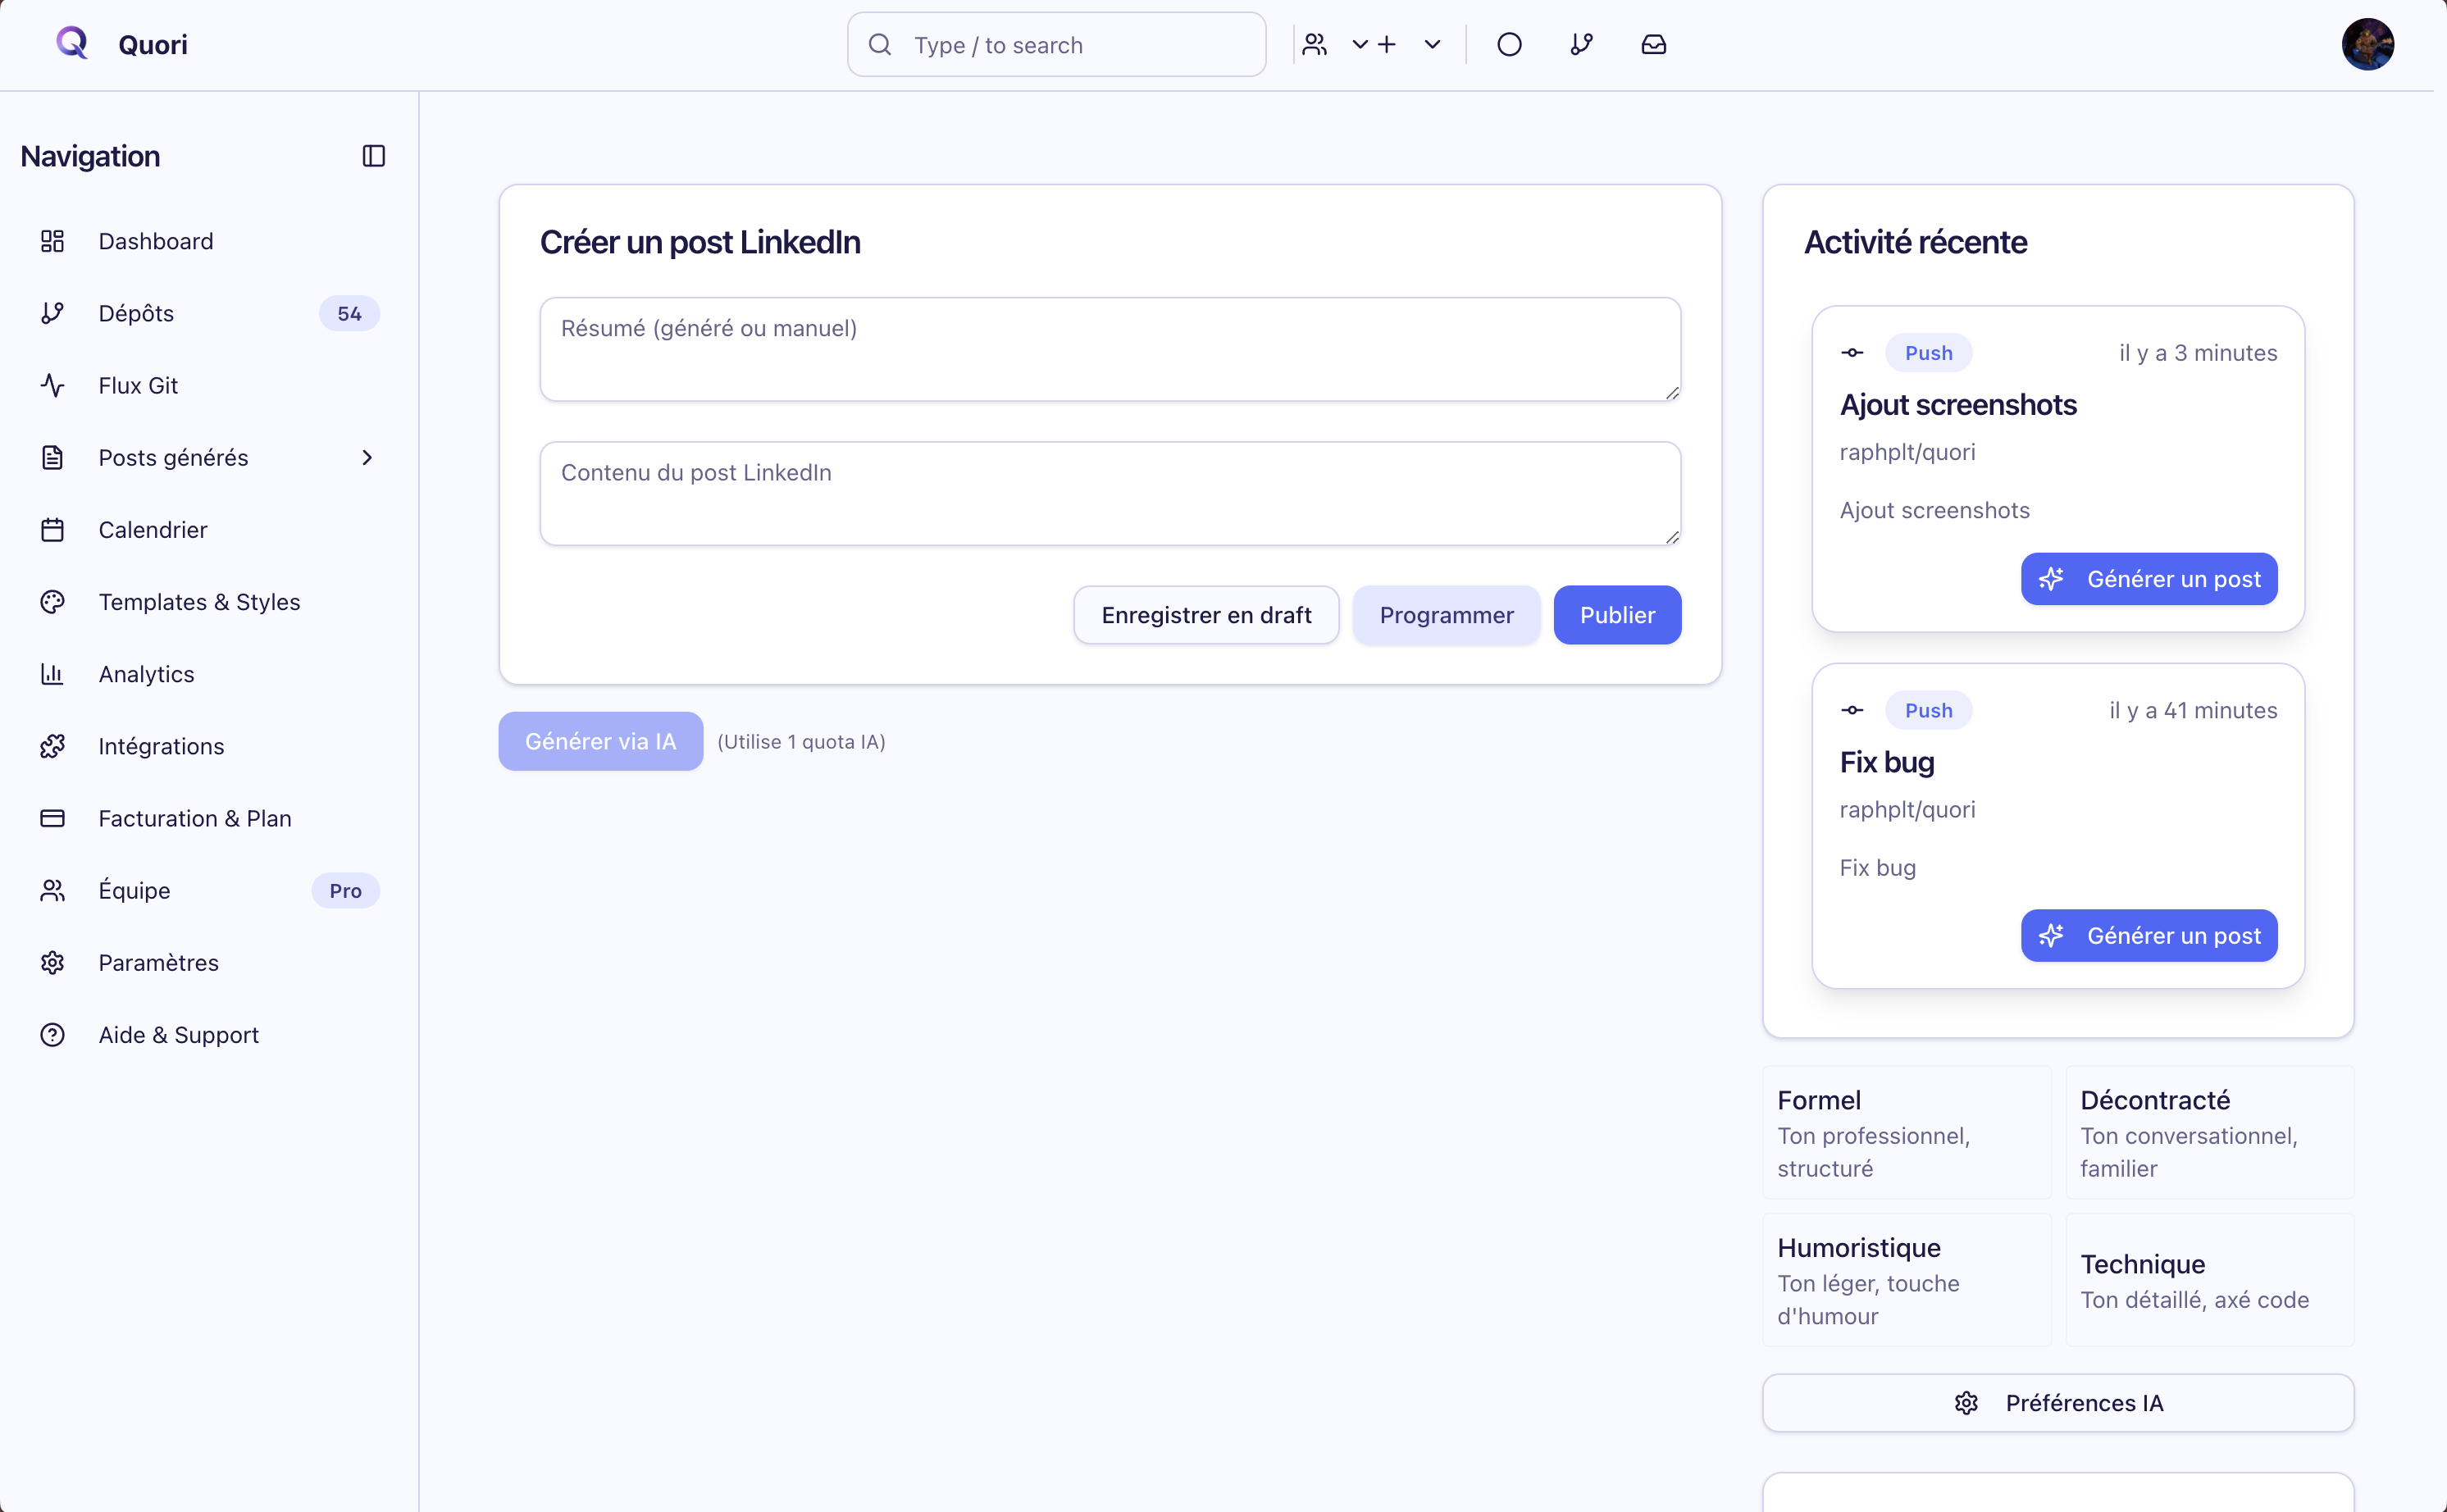 Quori
Type / to search
Navigation
Dashboard
Dépôts 54
Flux Git
Posts générés
Calendrier
Templates & Styles
Analytics
Intégrations
Facturation & Plan
Équipe Pro
Paramètres
Aide & Support
Créer un post LinkedIn
Résumé (généré ou manuel)
Contenu du post LinkedIn
Enregistrer en draft Programmer Publier
Générer via IA (Utilise 1 quota IA)
Activité récente
Push il y a 3 minutes
Ajout screenshots
raphplt/quori
Ajout screenshots
Générer un post
Push il y a 41 minutes
Fix bug
raphplt/quori
Fix bug
Générer un post
Formel
Ton professionnel,
structuré
Décontracté
Ton conversationnel,
familier
Humoristique
Ton léger, touche
d'humour
Technique
Ton détaillé, axé code
Préférences IA